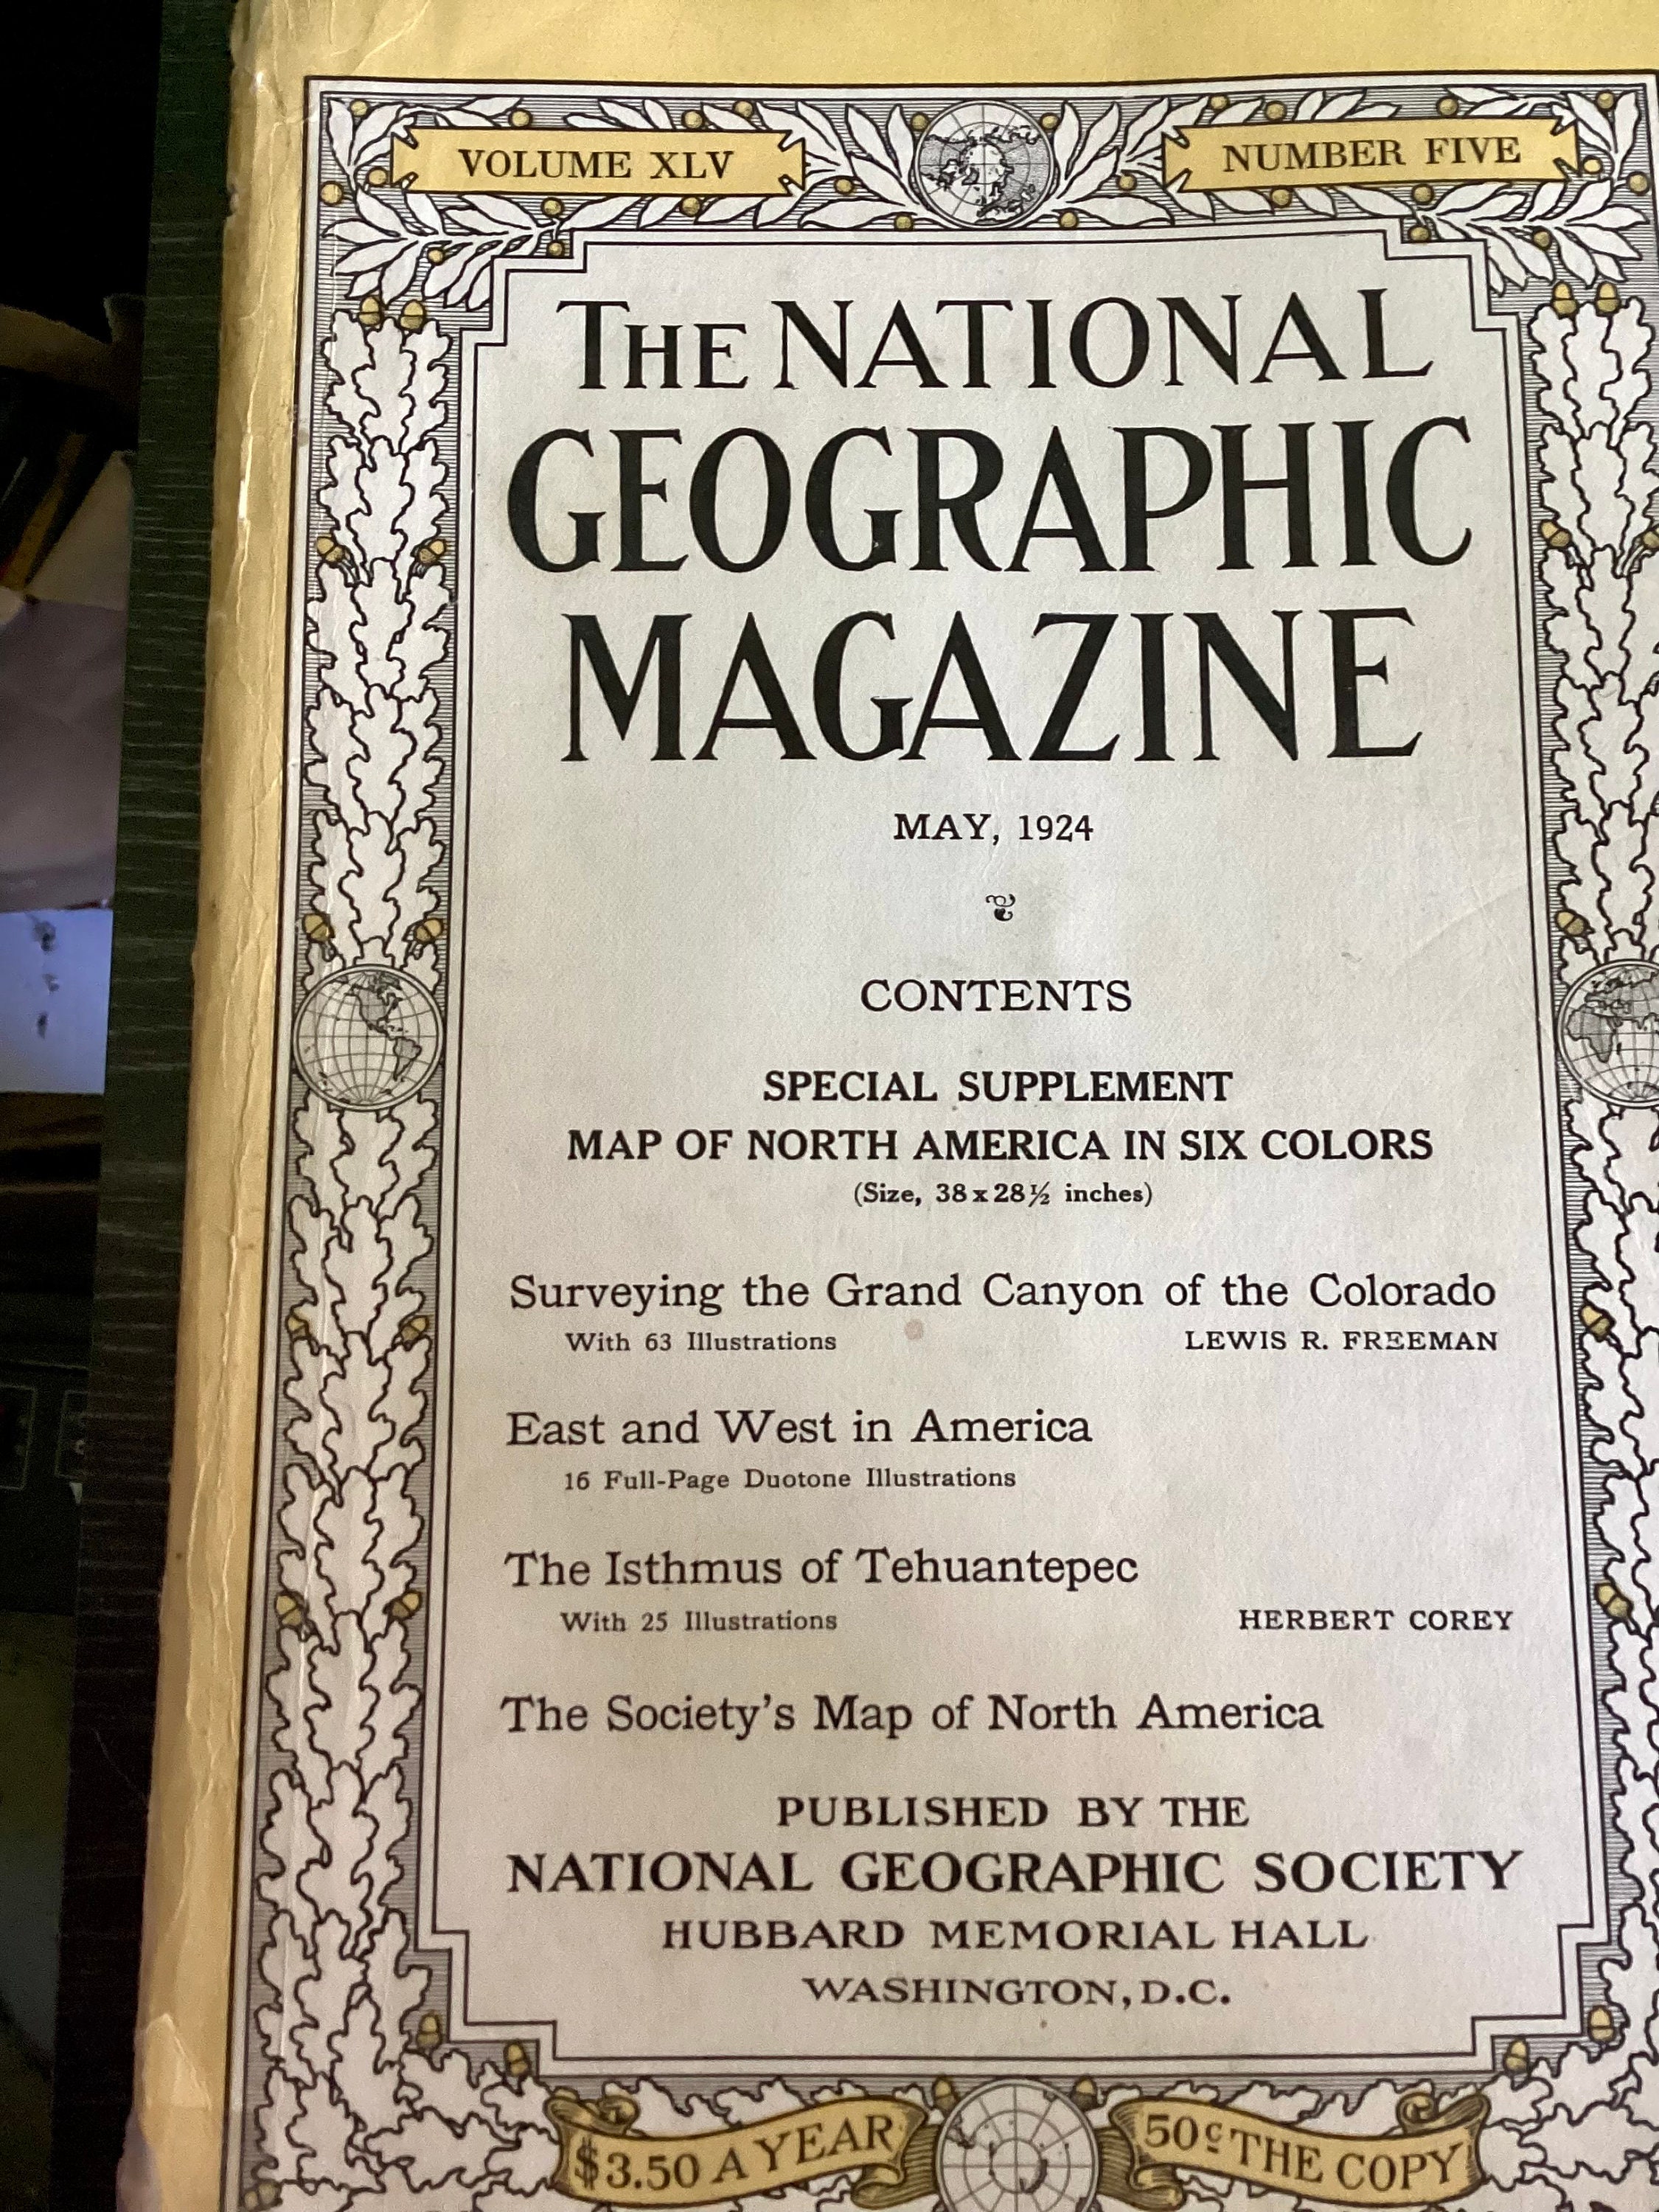 VOLUME XLV
NUMBER FIVE
THE NATIONAL
GEOGRAPHIC
MAGAZINE
MAY, 1924
CONTENTS
SPECIAL SUPPLEMENT
MAP OF NORTH AMERICA IN SIX COLORS
(Size, 38 x 28½ inches)
Surveying the Grand Canyon of the Colorado
With 63 Illustrations LEWIS R. FREEMAN
East and West in America
16 Full-Page Duotone Illustrations
The Isthmus of Tehuantepec
With 25 Illustrations HERBERT COREY
The Society's Map of North America
PUBLISHED BY THE
NATIONAL GEOGRAPHIC SOCIETY
HUBBARD MEMORIAL HALL
WASHINGTON, D.C.
$3.50 A YEAR
50c THE COPY